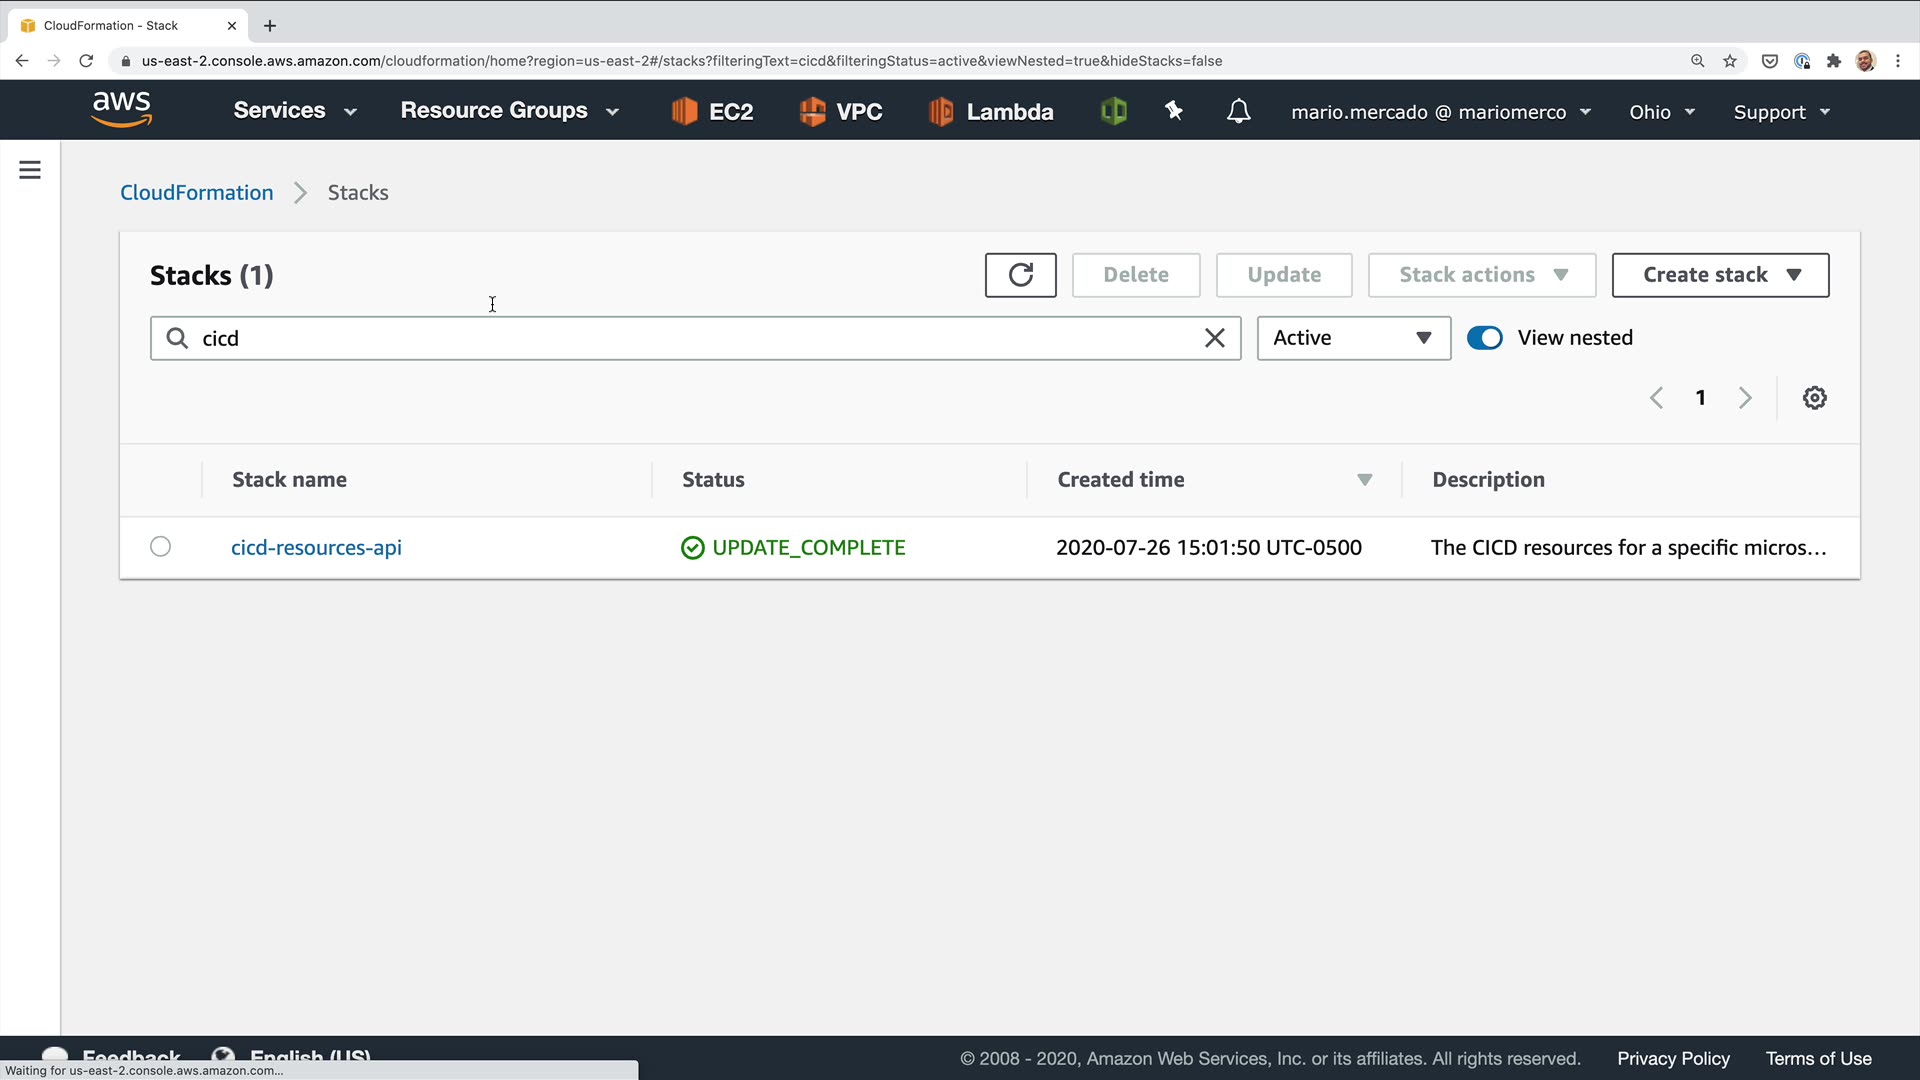 CloudFormation - Stack
us-east-2.console.aws.amazon.com/cloudformation/home?region=us-east-2#/stacks?filteringText=cicd&filteringStatus=active&viewNested=true&hideStacks=false
aws Services Resource Groups EC2 VPC Lambda mario.mercado @ mariomerco Ohio Support
CloudFormation Stacks
Stacks (1) Delete Update Stack actions Create stack
cicd Active View nested
1
Stack name Status Created time Description
cicd-resources-api UPDATE_COMPLETE 2020-07-26 15:01:50 UTC-0500 The CICD resources for a specific micros...
Feedback English (US) © 2008 - 2020, Amazon Web Services, Inc. or its affiliates. All rights reserved. Privacy Policy Terms of Use
Waiting for us-east-2.console.aws.amazon.com...